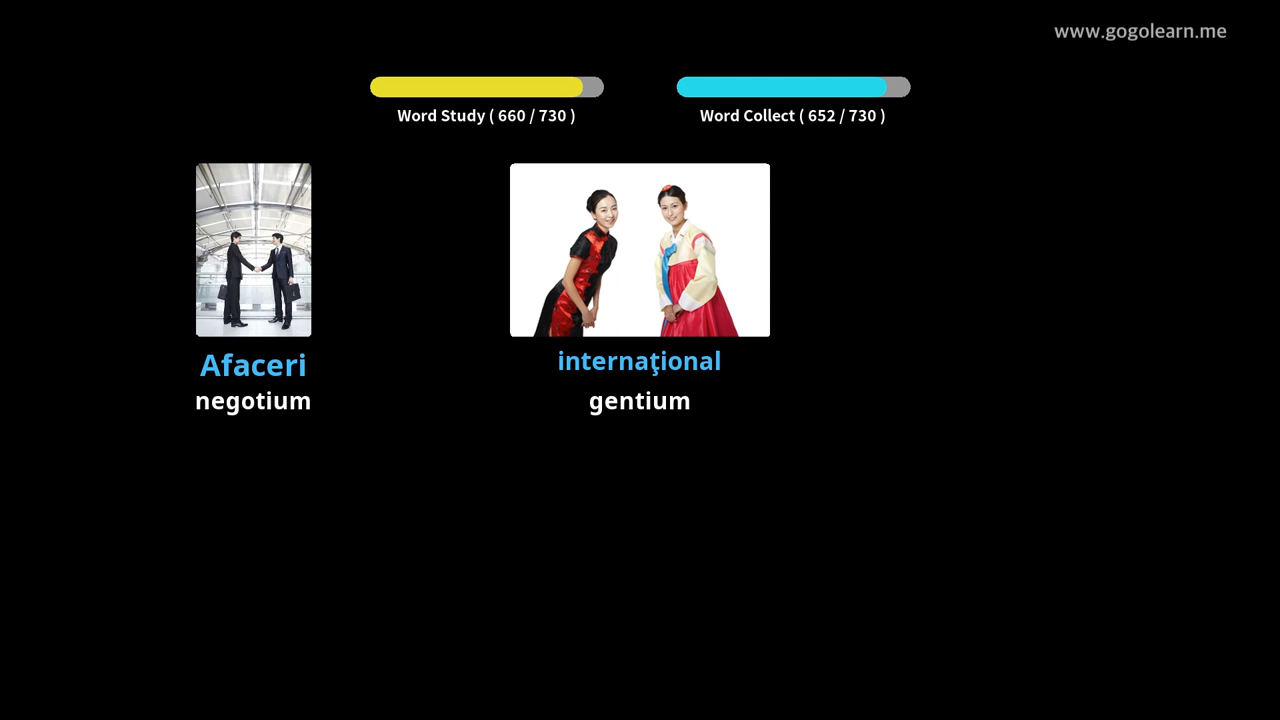 www.gogolearn.me
Word Study ( 660 / 730 )
Word Collect ( 652 / 730 )
Afaceri
negotium
internaţional
gentium